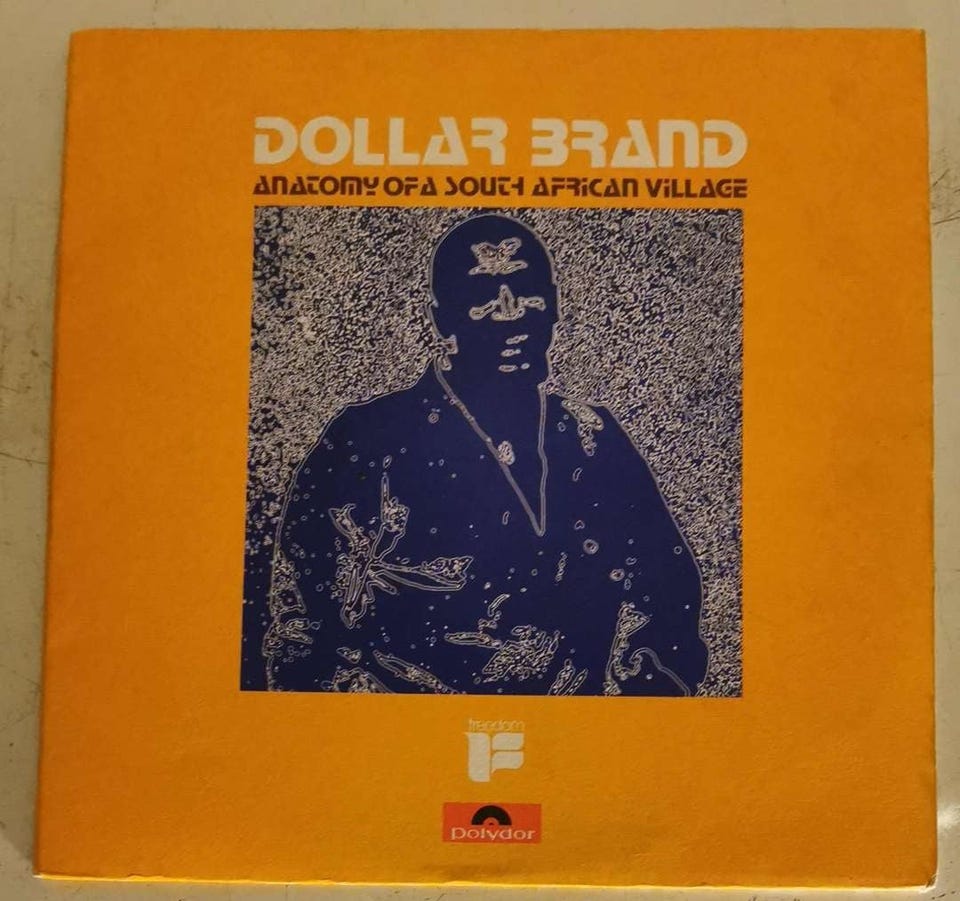 DOLLAR BRAND
ANATOMY OF A SOUTH AFRICAN VILLAGE
freedom
F
polydor